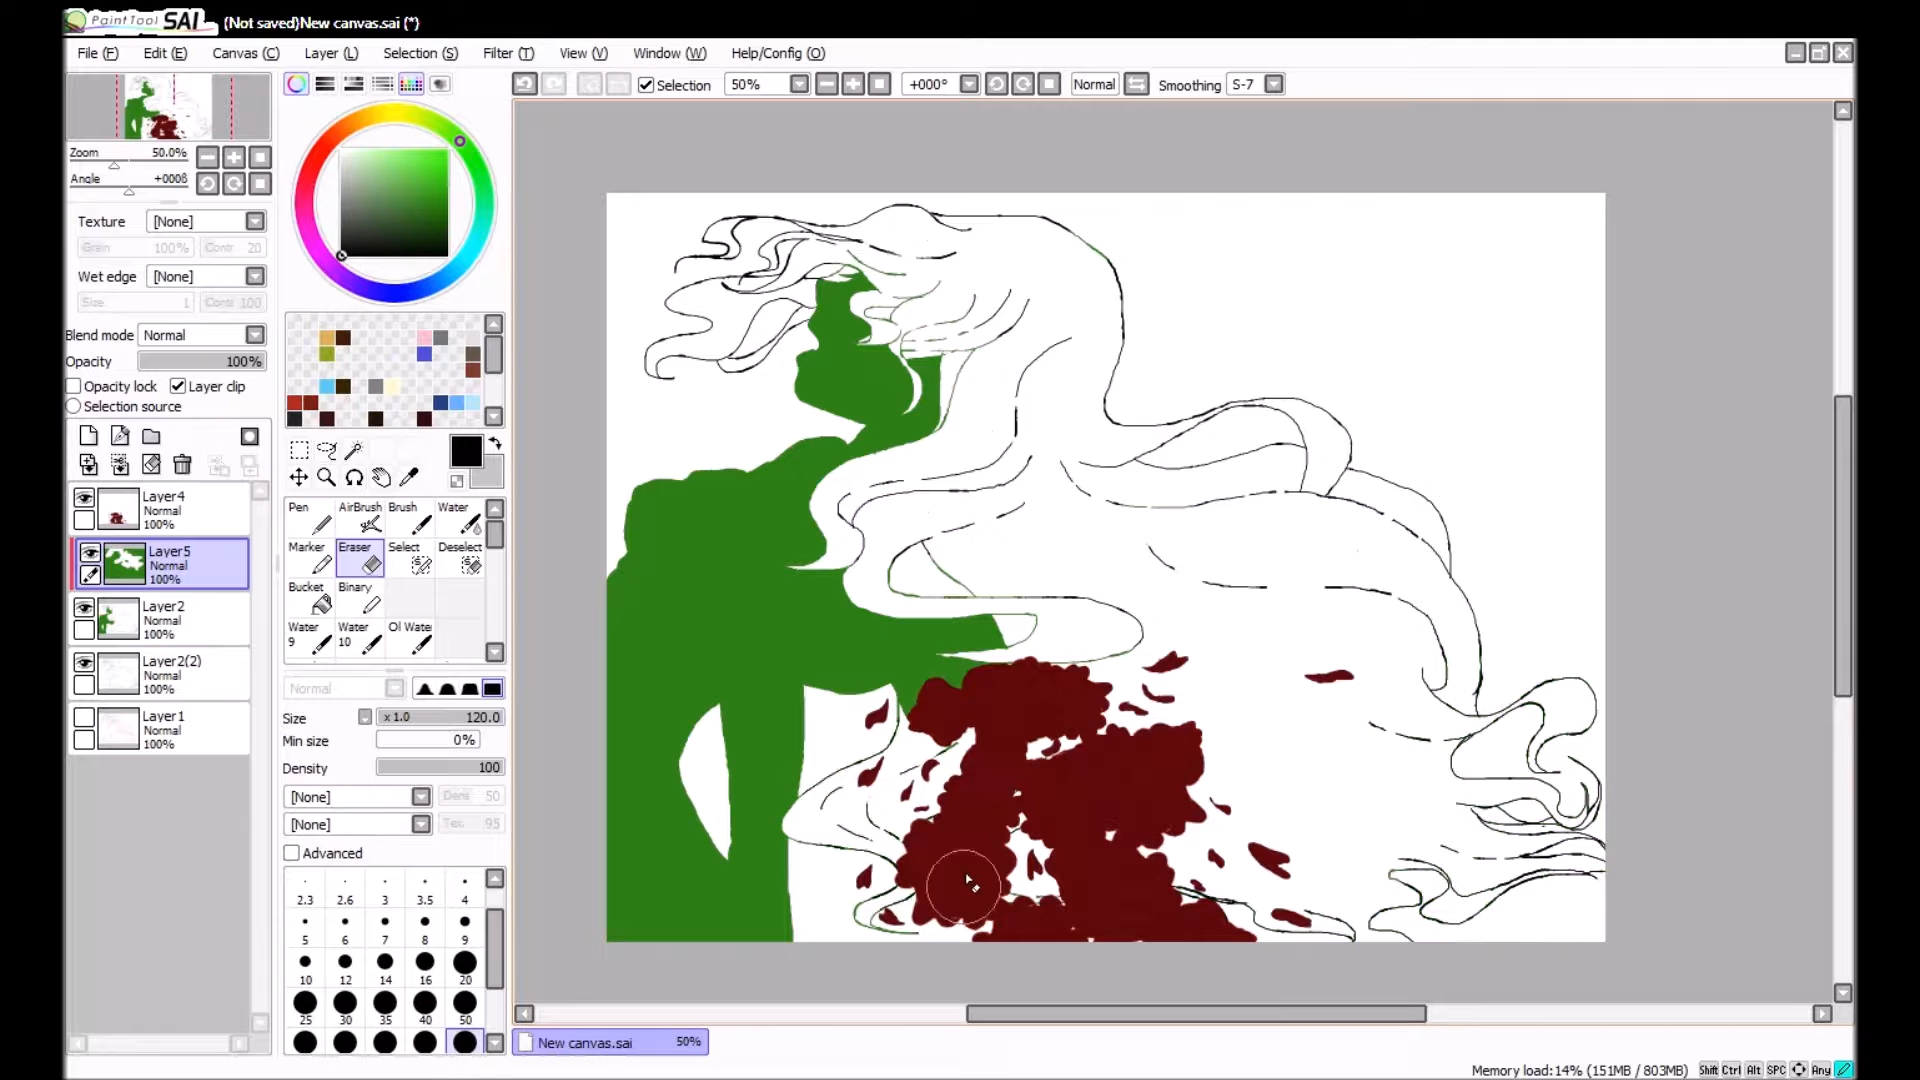 PaintTool SAI (Not saved)New canvas.sai (*)
File (F) Edit (E) Canvas (C) Layer (L) Selection (S) Filter (T) View (V) Window (W) Help/Config (O)
Selection 50% +000° Normal Smoothing S-7
Zoom 50.0%
Angle +000ß
Texture [None]
Grain 100% Contr 20
Wet edge [None]
Size 1 Contr 100
Blend mode Normal
Opacity 100%
Opacity lock Layer clip
Selection source
Layer4
Normal
100%
Layer5
Normal
100%
Layer2
Normal
100%
Layer2(2)
Normal
100%
Layer1
Normal
100%
Pen AirBrush Brush Water
Marker Eraser Select Deselect
Bucket Binary
Water 9 Water 10 Ol Water
Normal
Size x 1.0 120.0
Min size 0%
Density 100
[None] Dens 50
[None] Tex. 95
Advanced
2.3 2.6 3 3.5 4
5 6 7 8 9
10 12 14 16 20
25 30 35 40 50
New canvas.sai 50%
Memory load:14% (151MB / 803MB) Shift Ctrl Alt SPC Any